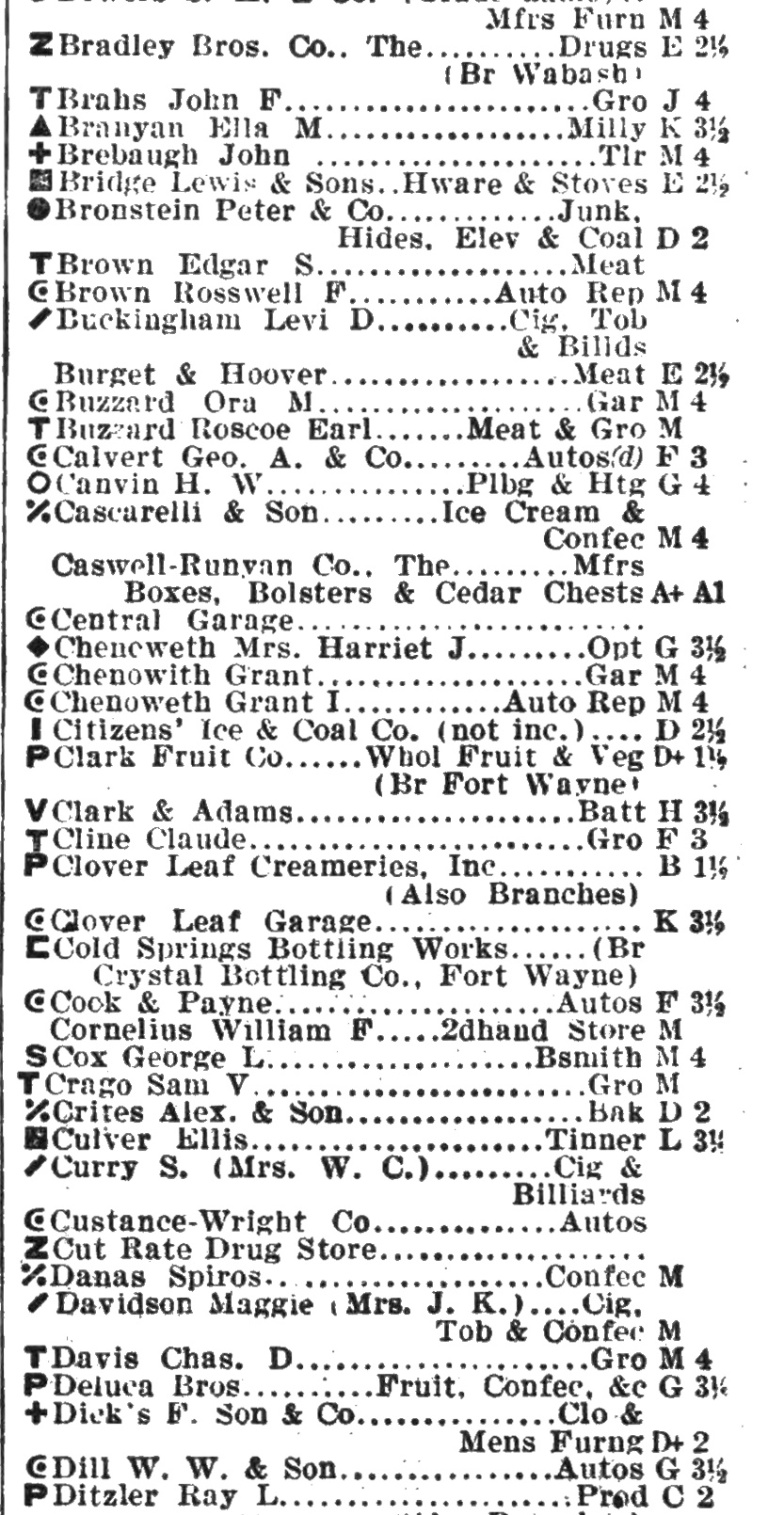 Mfrs Furn M 4
Z Bradley Bros. Co., The..........Drugs E 2½
(Br Wabash)
T Brahs John F.......................Gro J 4
▲ Branyan Ella M.................Milly K 3½
+ Brebaugh John ....................Tlr M 4
Bridge Lewis & Sons..Hware & Stoves E 2½
● Bronstein Peter & Co.............Junk,
Hides, Elev & Coal D 2
T Brown Edgar S..................Meat
C Brown Rosswell F...........Auto Rep M 4
/ Buckingham Levi D..........Cig, Tob
& Billds
Burget & Hoover..................Meat E 2½
C Buzzard Ora M....................Gar M 4
T Buzzard Roscoe Earl.......Meat & Gro M
C Calvert Geo. A. & Co.........Autos(d) F 3
O Canvin H. W...............Plbg & Htg G 4
% Cascarelli & Son.........Ice Cream &
Confec M 4
Caswell-Runyan Co., The.........Mfrs
Boxes, Bolsters & Cedar Chests A+ A1
C Central Garage.........................
◆ Cheneweth Mrs. Harriet J.........Opt G 3½
C Chenowith Grant....................Gar M 4
C Chenoweth Grant I............Auto Rep M 4
I Citizens' Ice & Coal Co. (not inc.).... D 2½
P Clark Fruit Co......Whol Fruit & Veg D+ 1½
(Br Fort Wayne)
V Clark & Adams.....................Batt H 3½
T Cline Claude.........................Gro F 3
P Clover Leaf Creameries, Inc........... B 1½
(Also Branches)
C Clover Leaf Garage.................... K 3½
Cold Springs Bottling Works......(Br
Crystal Bottling Co., Fort Wayne)
C Cock & Payne.....................Autos F 3½
Cornelius William F.....2dhand Store M
S Cox George L....................Bsmith M 4
T Crago Sam V.........................Gro M
% Crites Alex. & Son..................Bak D 2
Culver Ellis......................Tinner L 3½
/ Curry S. (Mrs. W. C.).........Cig &
Billiards
C Custance-Wright Co..............Autos
Z Cut Rate Drug Store....................
% Danas Spiros.....................Confec M
/ Davidson Maggie (Mrs. J. K.)....Cig,
Tob & Confec M
T Davis Chas. D......................Gro M 4
P Deluca Bros..........Fruit, Confec, &c G 3½
+ Dick's F. Son & Co...............Clo &
Mens Furng D+ 2
C Dill W. W. & Son................Autos G 3½
P Ditzler Ray L......................Prod C 2